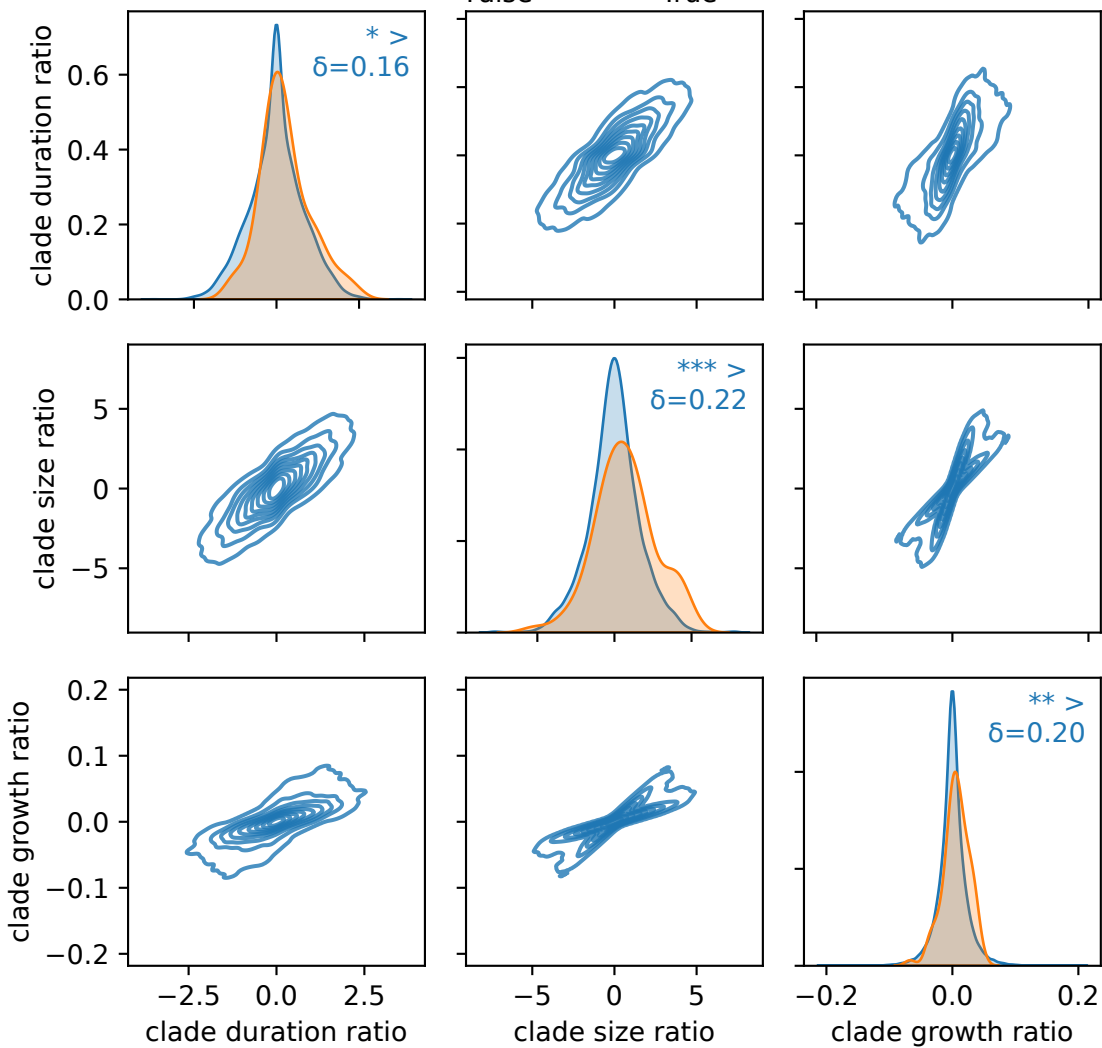 clade duration ratio
0.6
0.4
0.2
0.0
* >
δ=0.16
clade size ratio
5
0
−5
*** >
δ=0.22
clade growth ratio
0.2
0.1
0.0
−0.1
−0.2
** >
δ=0.20
−2.5 0.0 2.5
−5 0 5
−0.2 0.0 0.2
clade duration ratio
clade size ratio
clade growth ratio